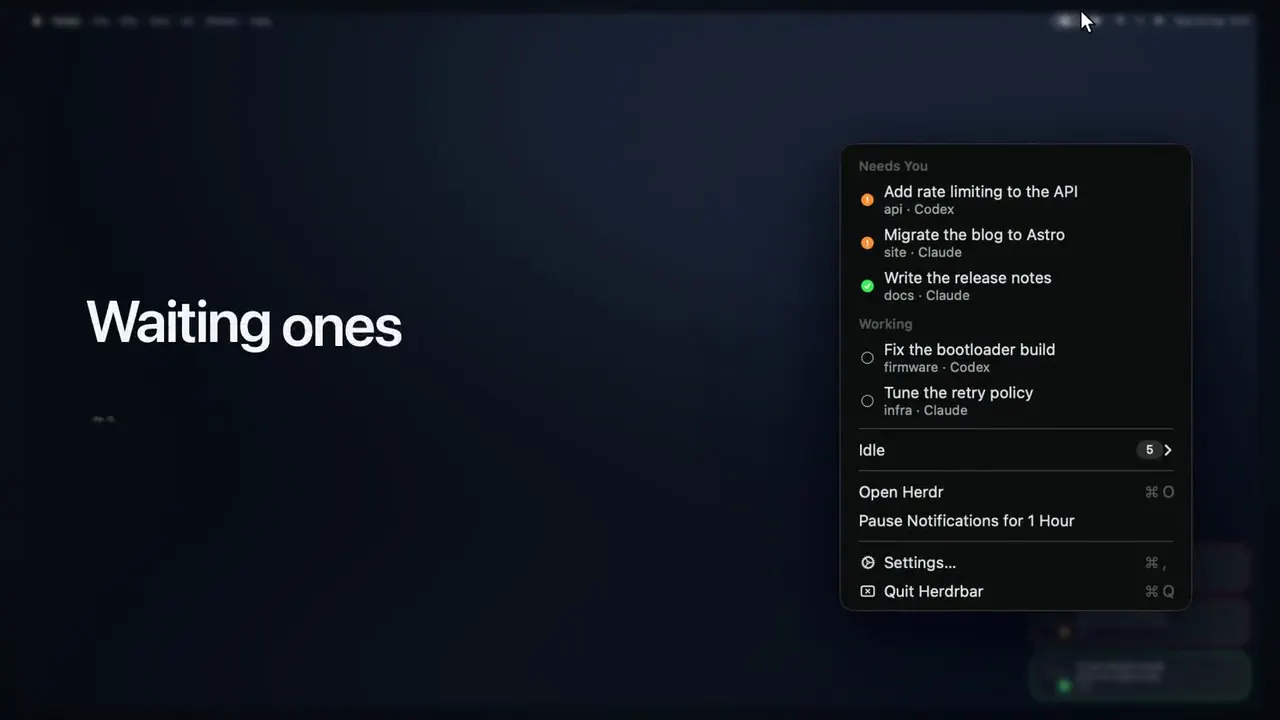 Waiting ones
Needs You
Add rate limiting to the API
api · Codex
Migrate the blog to Astro
site · Claude
Write the release notes
docs · Claude
Working
Fix the bootloader build
firmware · Codex
Tune the retry policy
infra · Claude
Idle 5
Open Herdr ⌘ O
Pause Notifications for 1 Hour
Settings... ⌘ ,
Quit Herdrbar ⌘ Q